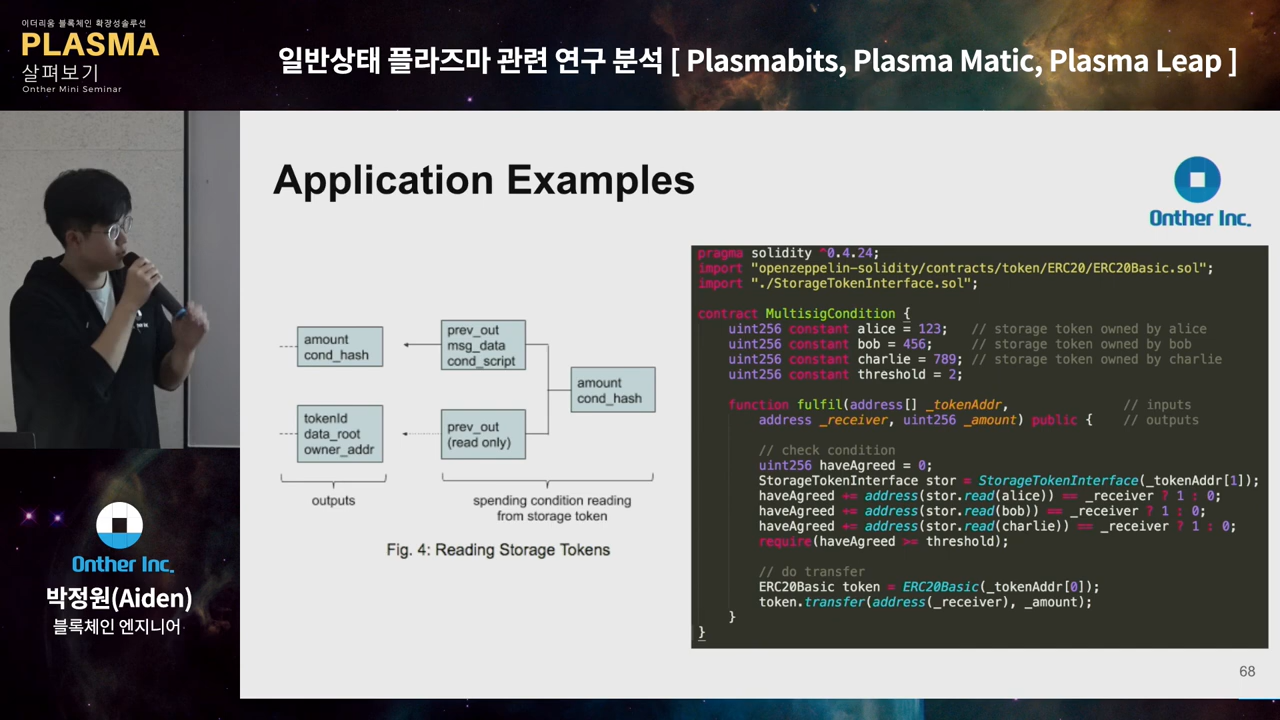 이더리움 블록체인 확장성솔루션
PLASMA
살펴보기
Onther Mini Seminar
일반상태 플라즈마 관련 연구 분석 [ Plasmabits, Plasma Matic, Plasma Leap ]
Application Examples
Onther Inc.
amount
cond_hash
prev_out
msg_data
cond_script
amount
cond_hash
tokenId
data_root
owner_addr
prev_out
(read only)
outputs
spending condition reading
from storage token
Fig. 4: Reading Storage Tokens
pragma solidity ^0.4.24;
import "openzeppelin-solidity/contracts/token/ERC20/ERC20Basic.sol";
import "./StorageTokenInterface.sol";
contract MultisigCondition {
uint256 constant alice = 123; // storage token owned by alice
uint256 constant bob = 456; // storage token owned by bob
uint256 constant charlie = 789; // storage token owned by charlie
uint256 constant threshold = 2;
function fulfil(address[] _tokenAddr, // inputs
address _receiver, uint256 _amount) public { // outputs
// check condition
uint256 haveAgreed = 0;
StorageTokenInterface stor = StorageTokenInterface(_tokenAddr[1]);
haveAgreed += address(stor.read(alice)) == _receiver ? 1 : 0;
haveAgreed += address(stor.read(bob)) == _receiver ? 1 : 0;
haveAgreed += address(stor.read(charlie)) == _receiver ? 1 : 0;
require(haveAgreed >= threshold);
// do transfer
ERC20Basic token = ERC20Basic(_tokenAddr[0]);
token.transfer(address(_receiver), _amount);
}
}
68
Onther Inc.
박정원(Aiden)
블록체인 엔지니어